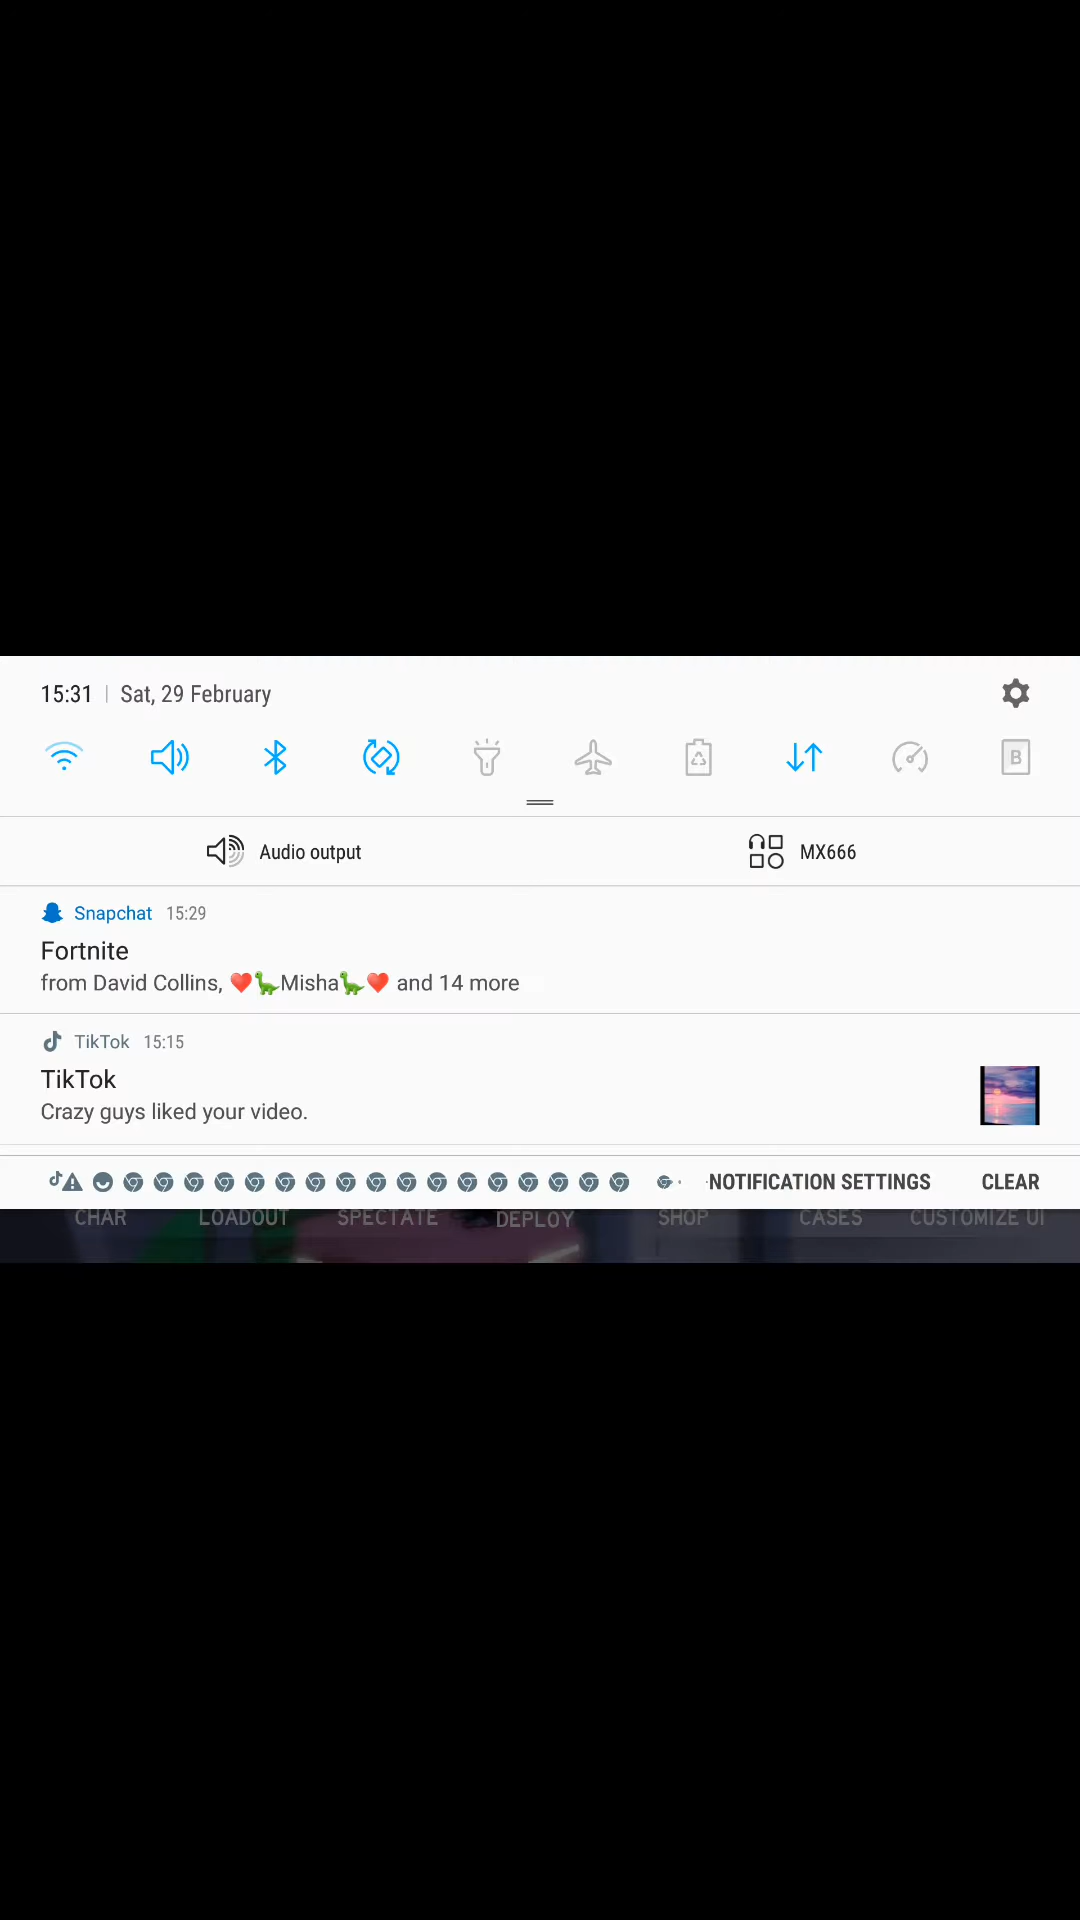 15:31 | Sat, 29 February
B
Audio output
MX666
Snapchat 15:29
Fortnite
from David Collins, ❤️🦕Misha🦕❤️ and 14 more
TikTok 15:15
TikTok
Crazy guys liked your video.
NOTIFICATION SETTINGS CLEAR
CHAR LOADOUT SPECTATE DEPLOY SHOP CASES CUSTOMIZE UI